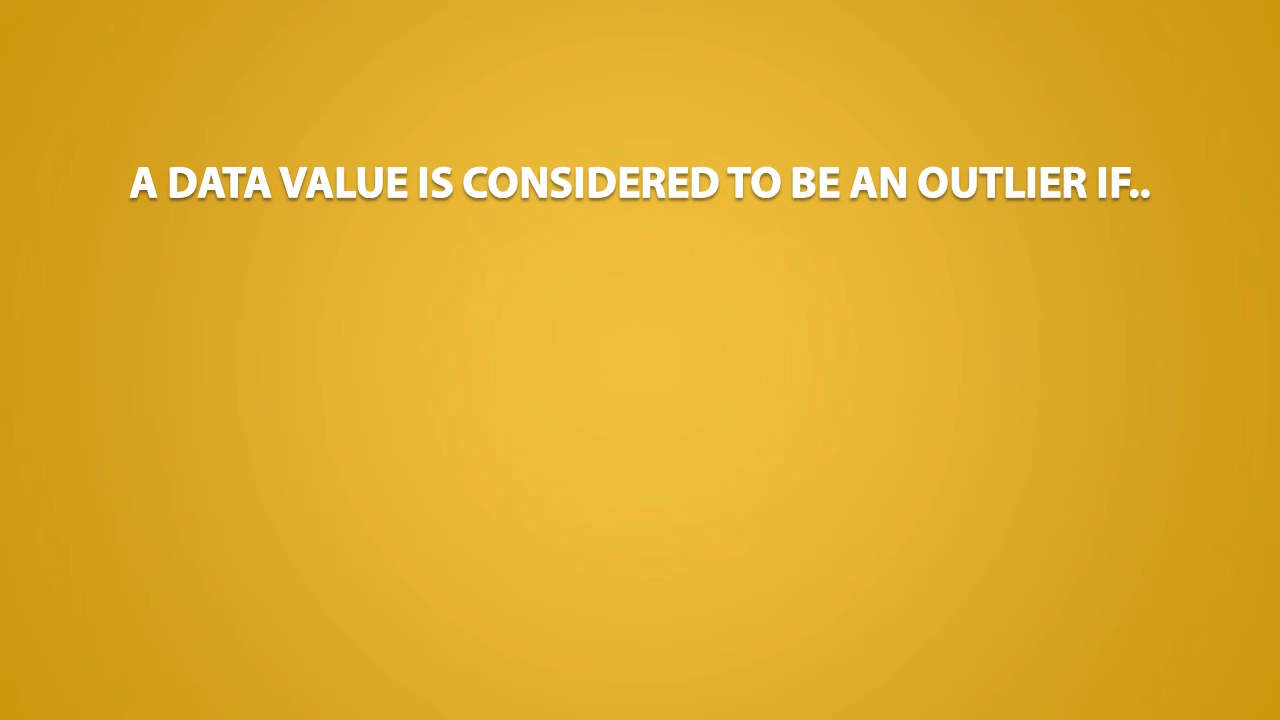 A DATA VALUE IS CONSIDERED TO BE AN OUTLIER IF..